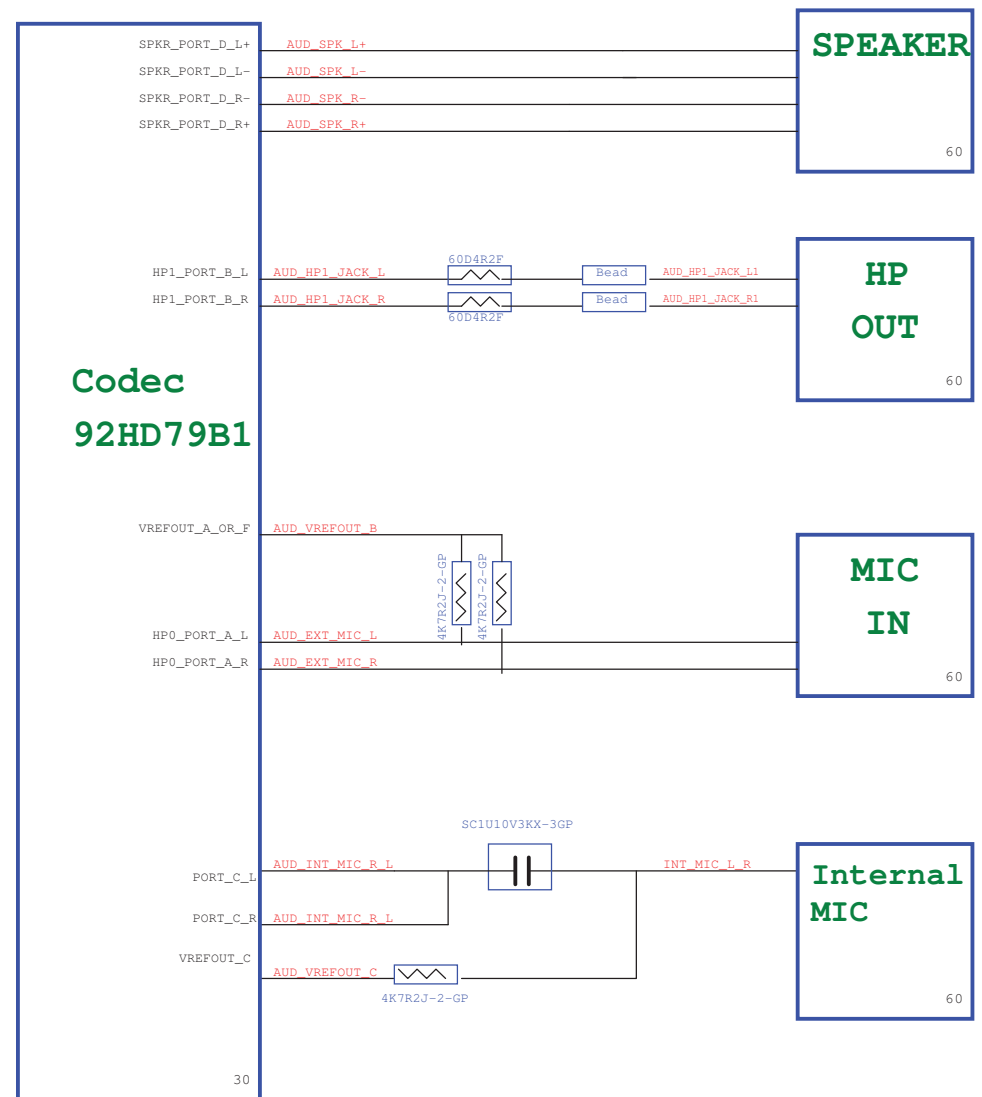 SPKR_PORT_D_L+ AUD_SPK_L+
SPKR_PORT_D_L- AUD_SPK_L-
SPKR_PORT_D_R- AUD_SPK_R-
SPKR_PORT_D_R+ AUD_SPK_R+
SPEAKER
60
60D4R2F
HP1_PORT_B_L AUD_HP1_JACK_L Bead AUD_HP1_JACK_L1
HP1_PORT_B_R AUD_HP1_JACK_R Bead AUD_HP1_JACK_R1
60D4R2F
HP
OUT
60
Codec
92HD79B1
VREFOUT_A_OR_F AUD_VREFOUT_B
4K7R2J-2-GP
4K7R2J-2-GP
HP0_PORT_A_L AUD_EXT_MIC_L
HP0_PORT_A_R AUD_EXT_MIC_R
MIC
IN
60
SC1U10V3KX-3GP
PORT_C_L AUD_INT_MIC_R_L INT_MIC_L_R
PORT_C_R AUD_INT_MIC_R_L
VREFOUT_C AUD_VREFOUT_C
4K7R2J-2-GP
Internal
MIC
60
30